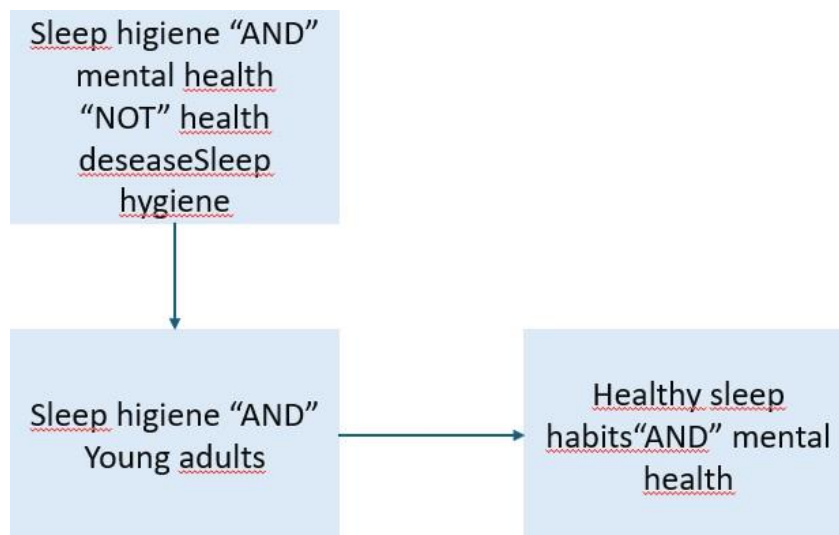 Sleep higiene “AND”
mental health
“NOT” health
deseaseSleep
hygiene
Sleep higiene “AND”
Young adults
Healthy sleep
habits“AND” mental
health